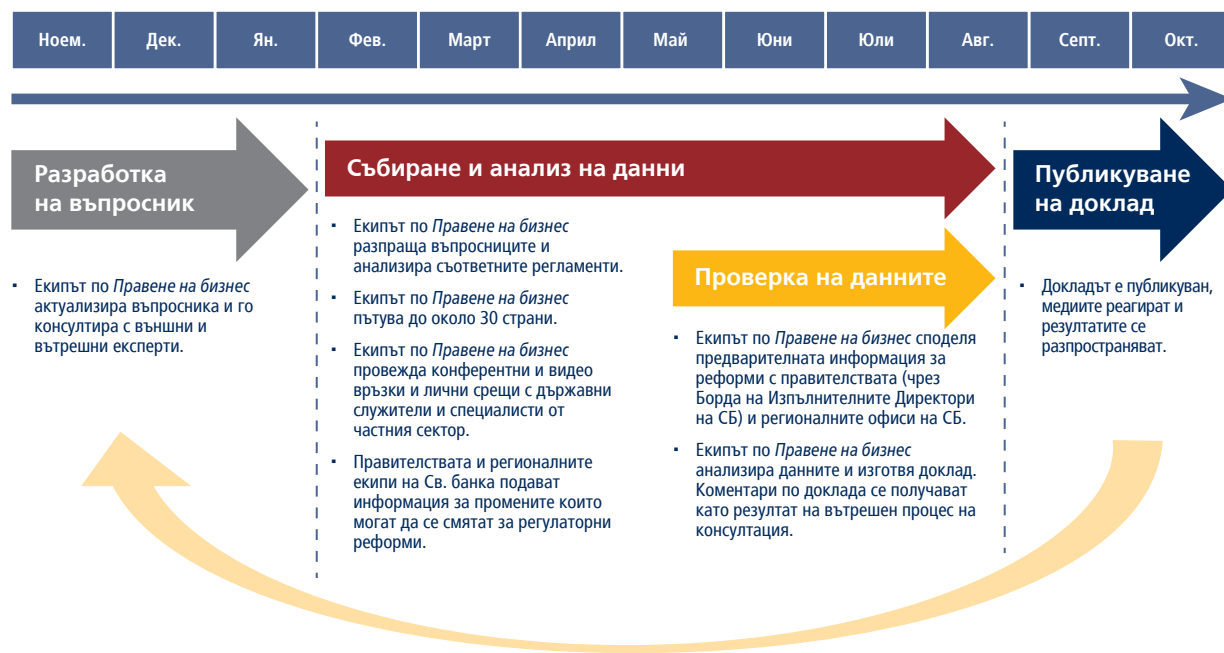 Ноем. Дек. Ян. Фев. Март Април Май Юни Юли Авг. Септ. Окт.
Разработка
на въпросник
▪ Екипът по Правене на бизнес
актуализира въпросника и го
консултира с външни и
вътрешни експерти.
Събиране и анализ на данни
▪ Екипът по Правене на бизнес
разпраща въпросниците и
анализира съответните регламенти.
▪ Екипът по Правене на бизнес
пътува до около 30 страни.
▪ Екипът по Правене на бизнес
провежда конферентни и видео
връзки и лични срещи с държавни
служители и специалисти от
частния сектор.
▪ Правителствата и регионалните
екипи на Св. банка подават
информация за промените които
могат да се смятат за регулаторни
реформи.
Проверка на данните
▪ Екипът по Правене на бизнес споделя
предварителната информация за
реформи с правителствата (чрез
Борда на Изпълнителните Директори
на СБ) и регионалните офиси на СБ.
▪ Екипът по Правене на бизнес
анализира данните и изготвя доклад.
Коментари по доклада се получават
като резултат на вътрешен процес на
консултация.
Публикуване
на доклад
▪ Докладът е публикуван,
медиите реагират и
резултатите се
разпространяват.